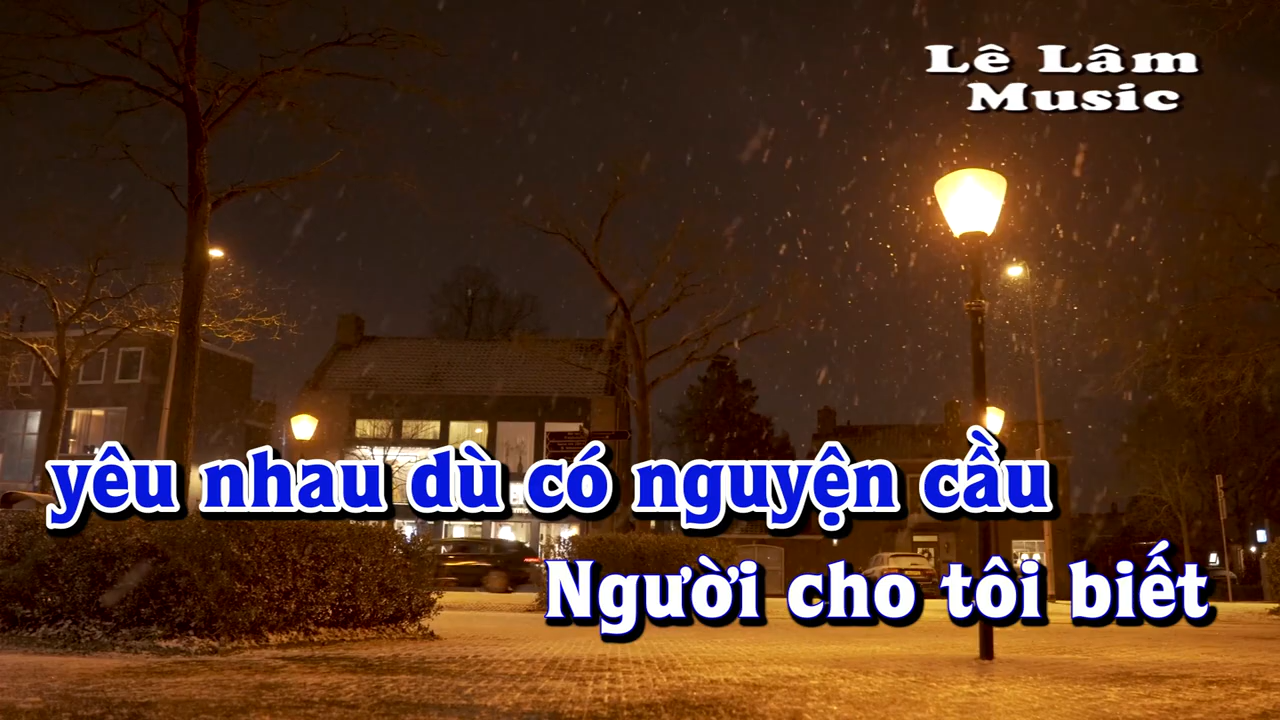 Lê Lâm
Music
yêu nhau dù có nguyện cầu
Người cho tôi biết